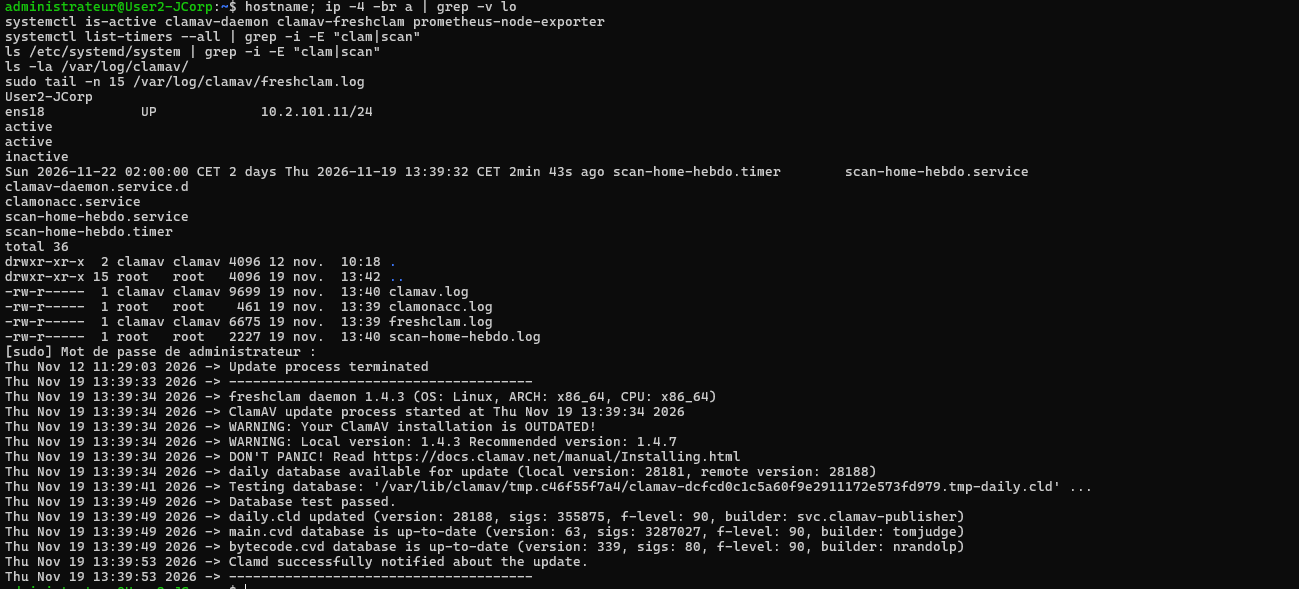 administrateur@User2-JCorp:~$ hostname; ip -4 -br a | grep -v lo
systemctl is-active clamav-daemon clamav-freshclam prometheus-node-exporter
systemctl list-timers --all | grep -i -E "clam|scan"
ls /etc/systemd/system | grep -i -E "clam|scan"
ls -la /var/log/clamav/
sudo tail -n 15 /var/log/clamav/freshclam.log
User2-JCorp
ens18            UP             10.2.101.11/24
active
active
inactive
Sun 2026-11-22 02:00:00 CET 2 days Thu 2026-11-19 13:39:32 CET 2min 43s ago scan-home-hebdo.timer        scan-home-hebdo.service
clamav-daemon.service.d
clamonacc.service
scan-home-hebdo.service
scan-home-hebdo.timer
total 36
drwxr-xr-x  2 clamav clamav 4096 12 nov.  10:18 .
drwxr-xr-x 15 root   root   4096 19 nov.  13:42 ..
-rw-r-----  1 clamav clamav 9699 19 nov.  13:40 clamav.log
-rw-r-----  1 root   root    461 19 nov.  13:39 clamonacc.log
-rw-r-----  1 clamav clamav 6675 19 nov.  13:39 freshclam.log
-rw-r-----  1 root   root   2227 19 nov.  13:40 scan-home-hebdo.log
[sudo] Mot de passe de administrateur :
Thu Nov 12 11:29:03 2026 -> Update process terminated
Thu Nov 19 13:39:33 2026 -> --------------------------------------
Thu Nov 19 13:39:34 2026 -> freshclam daemon 1.4.3 (OS: Linux, ARCH: x86_64, CPU: x86_64)
Thu Nov 19 13:39:34 2026 -> ClamAV update process started at Thu Nov 19 13:39:34 2026
Thu Nov 19 13:39:34 2026 -> WARNING: Your ClamAV installation is OUTDATED!
Thu Nov 19 13:39:34 2026 -> WARNING: Local version: 1.4.3 Recommended version: 1.4.7
Thu Nov 19 13:39:34 2026 -> DON'T PANIC! Read https://docs.clamav.net/manual/Installing.html
Thu Nov 19 13:39:34 2026 -> daily database available for update (local version: 28181, remote version: 28188)
Thu Nov 19 13:39:41 2026 -> Testing database: '/var/lib/clamav/tmp.c46f55f7a4/clamav-dcfcd0c1c5a60f9e2911172e573fd979.tmp-daily.cld' ...
Thu Nov 19 13:39:49 2026 -> Database test passed.
Thu Nov 19 13:39:49 2026 -> daily.cld updated (version: 28188, sigs: 355875, f-level: 90, builder: svc.clamav-publisher)
Thu Nov 19 13:39:49 2026 -> main.cvd database is up-to-date (version: 63, sigs: 3287027, f-level: 90, builder: tomjudge)
Thu Nov 19 13:39:49 2026 -> bytecode.cvd database is up-to-date (version: 339, sigs: 80, f-level: 90, builder: nrandolp)
Thu Nov 19 13:39:53 2026 -> Clamd successfully notified about the update.
Thu Nov 19 13:39:53 2026 -> --------------------------------------